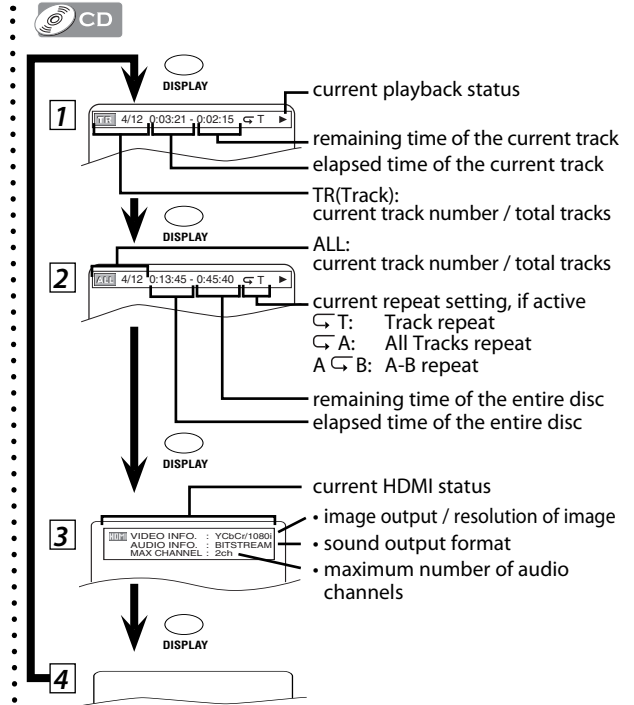 CD
DISPLAY
current playback status
1
TR 4/12 0:03:21 - 0:02:15 T
remaining time of the current track
elapsed time of the current track
TR(Track):
current track number / total tracks
DISPLAY
ALL:
current track number / total tracks
2
ALL 4/12 0:13:45 - 0:45:40 T
current repeat setting, if active
T: Track repeat
A: All Tracks repeat
A B: A-B repeat
remaining time of the entire disc
elapsed time of the entire disc
DISPLAY
current HDMI status
3
HDMI VIDEO INFO. : YCbCr/1080i
AUDIO INFO. : BITSTREAM
MAX CHANNEL : 2ch
• image output / resolution of image
• sound output format
• maximum number of audio
channels
DISPLAY
4